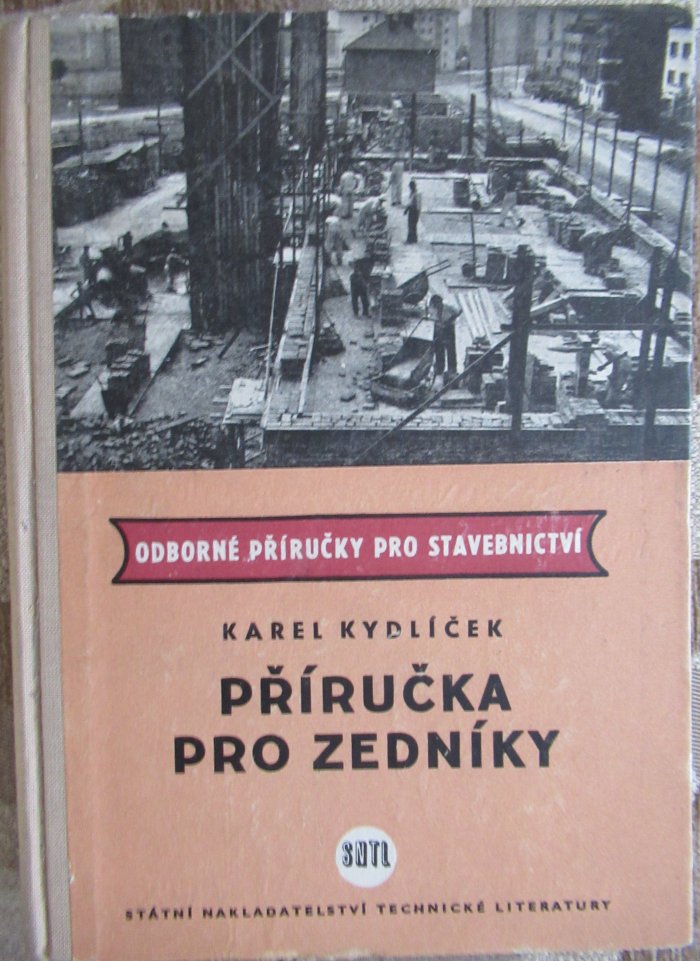 ODBORNÉ PŘÍRUČKY PRO STAVEBNICTVÍ
KAREL KYDLÍČEK
PŘÍRUČKA
PRO ZEDNÍKY
SNTL
STÁTNÍ NAKLADATELSTVÍ TECHNICKÉ LITERATURY